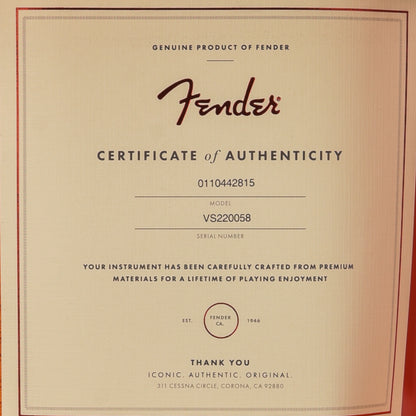 GENUINE PRODUCT OF FENDER
Fender
CERTIFICATE of AUTHENTICITY
0110442815
MODEL
VS220058
SERIAL NUMBER
YOUR INSTRUMENT HAS BEEN CAREFULLY CRAFTED FROM PREMIUM
MATERIALS FOR A LIFETIME OF PLAYING ENJOYMENT
EST. FENDER CA. 1946
THANK YOU
ICONIC. AUTHENTIC. ORIGINAL.
311 CESSNA CIRCLE, CORONA, CA 92880